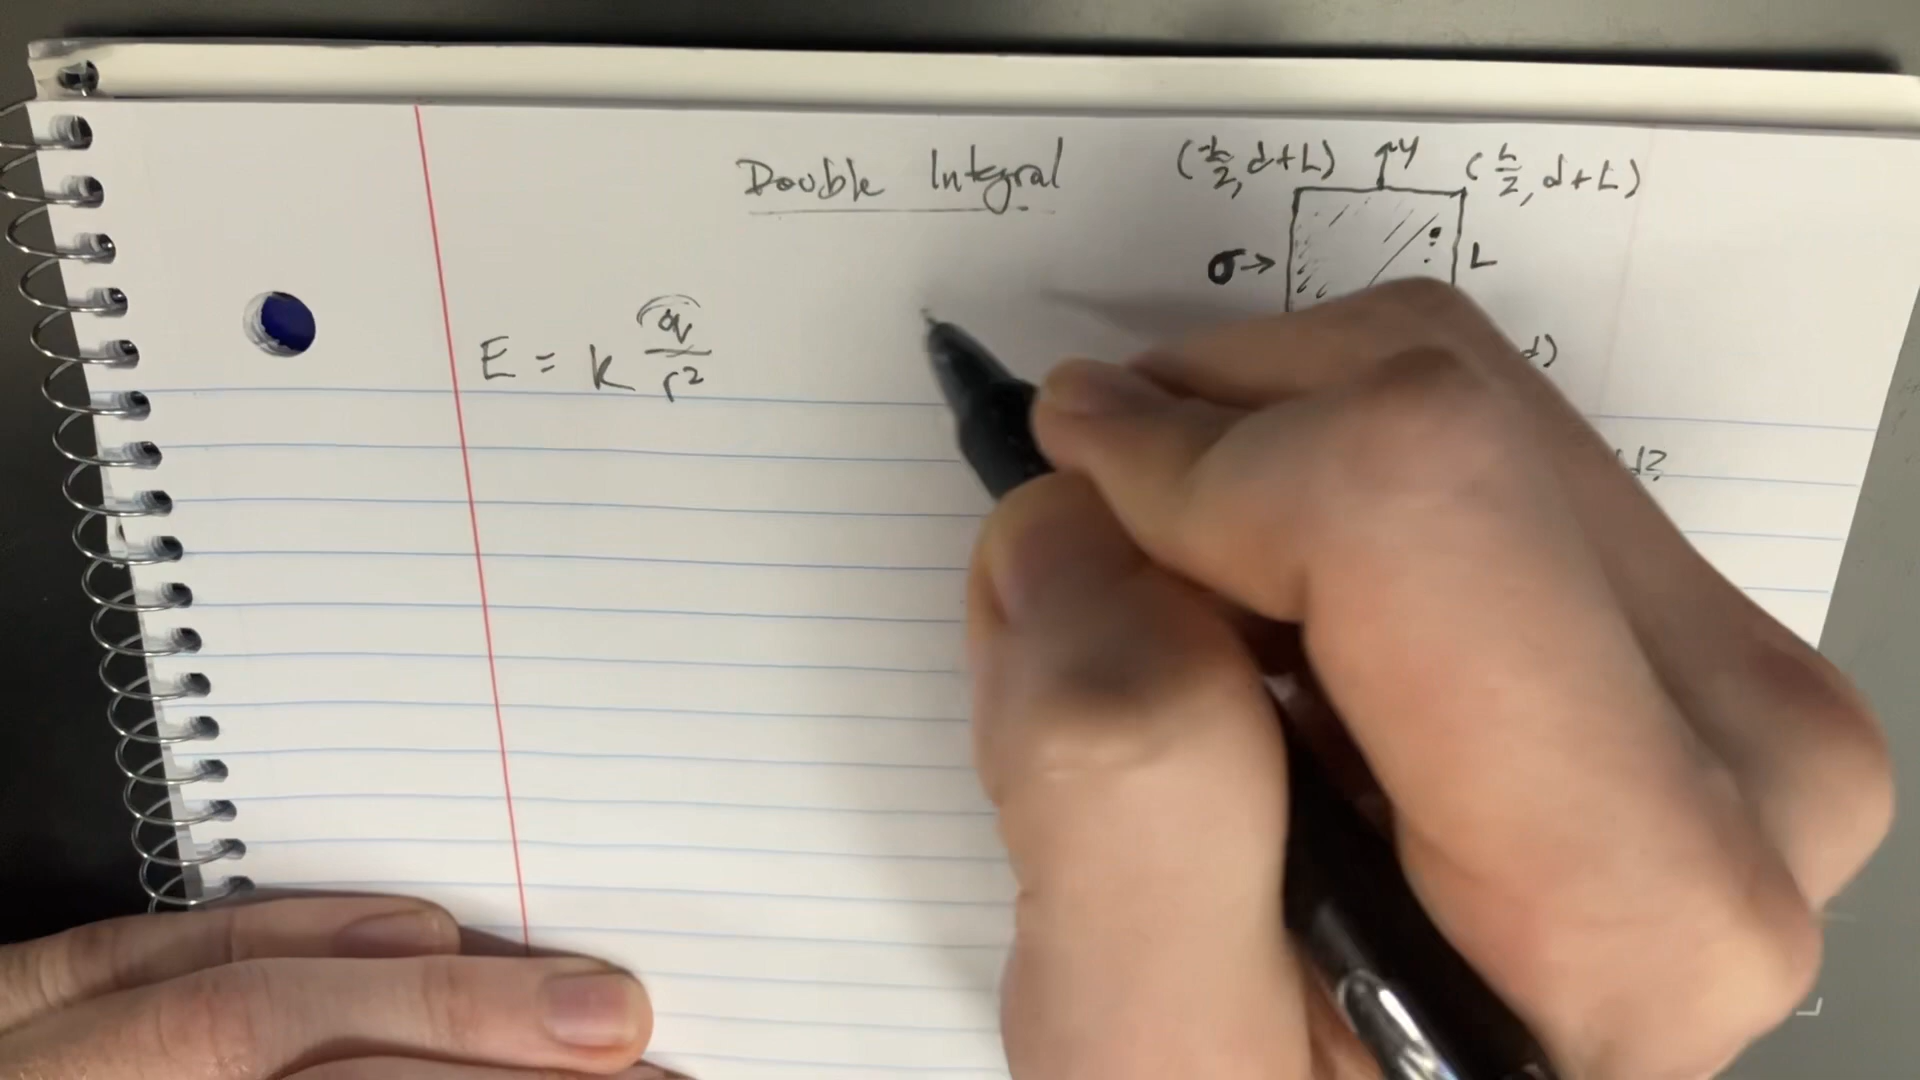 Double Integral
(-L/2, d+L) y (L/2, d+L)
σ → L
E = k q/r²
d)
d?